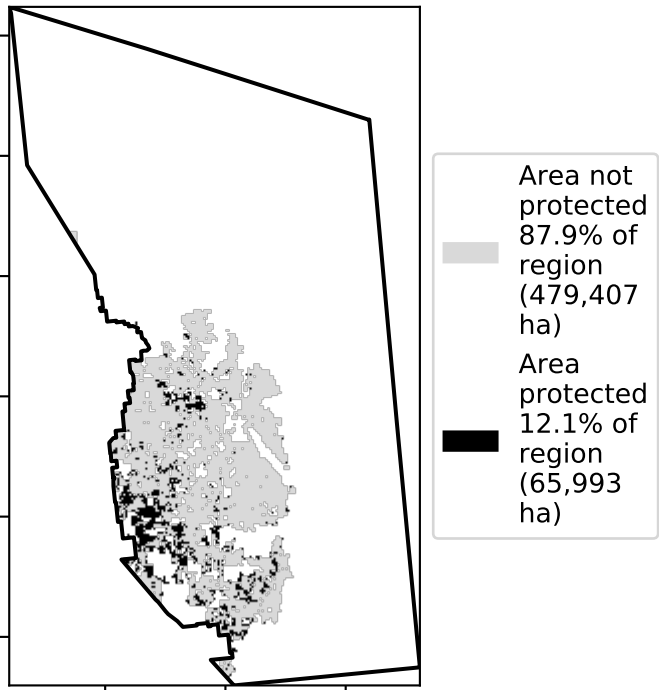 Area not
protected
87.9% of
region
(479,407
ha)
Area
protected
12.1% of
region
(65,993
ha)